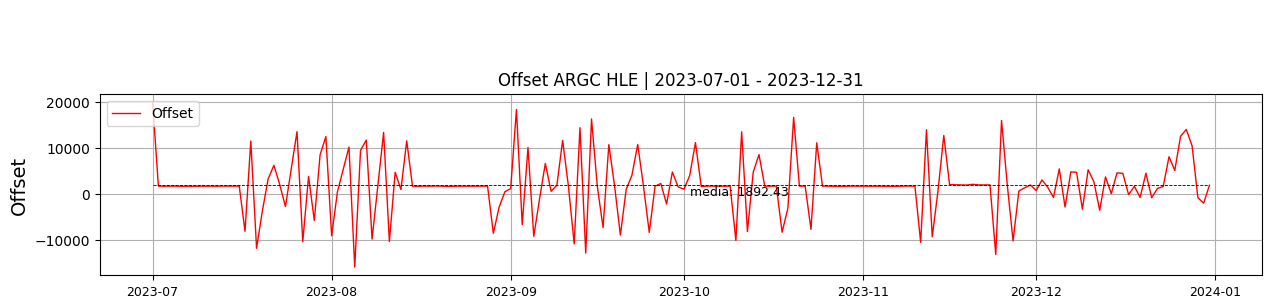 Offset ARGC HLE | 2023-07-01 - 2023-12-31
Offset
20000
10000
0
−10000
Offset
media: 1892.43
2023-07
2023-08
2023-09
2023-10
2023-11
2023-12
2024-01